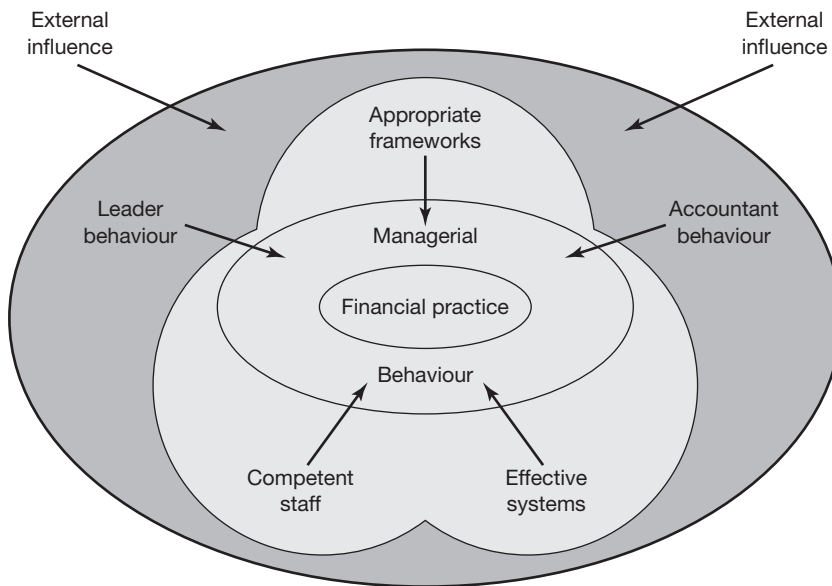 External
influence
External
influence
Appropriate
frameworks
Leader
behaviour
Managerial
Accountant
behaviour
Financial practice
Behaviour
Competent
staff
Effective
systems